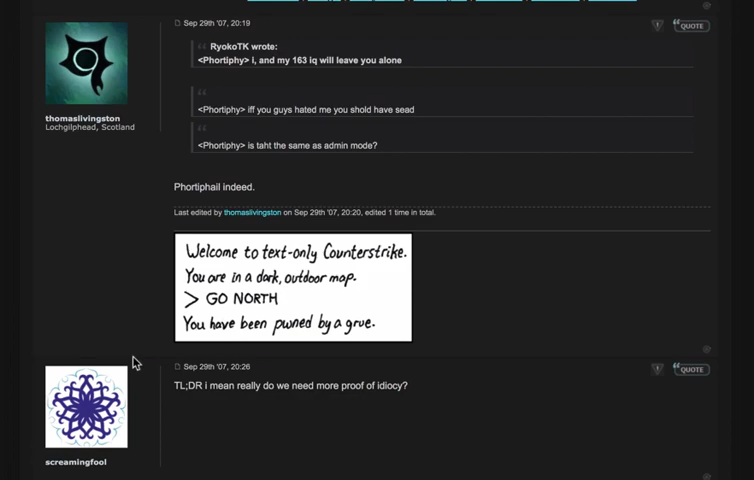 Sep 29th '07, 20:19
QUOTE
RyokoTK wrote:
<Phortiphy> i, and my 163 iq will leave you alone
<Phortiphy> iff you guys hated me you shold have sead
<Phortiphy> is taht the same as admin mode?
thomaslivingston
Lochgilphead, Scotland
Phortiphail indeed.
Last edited by thomaslivingston on Sep 29th '07, 20:20, edited 1 time in total.
Welcome to text-only Counterstrike.
You are in a dark, outdoor map.
> GO NORTH
You have been pwned by a grue.
Sep 29th '07, 20:26
QUOTE
TL;DR i mean really do we need more proof of idiocy?
screamingfool